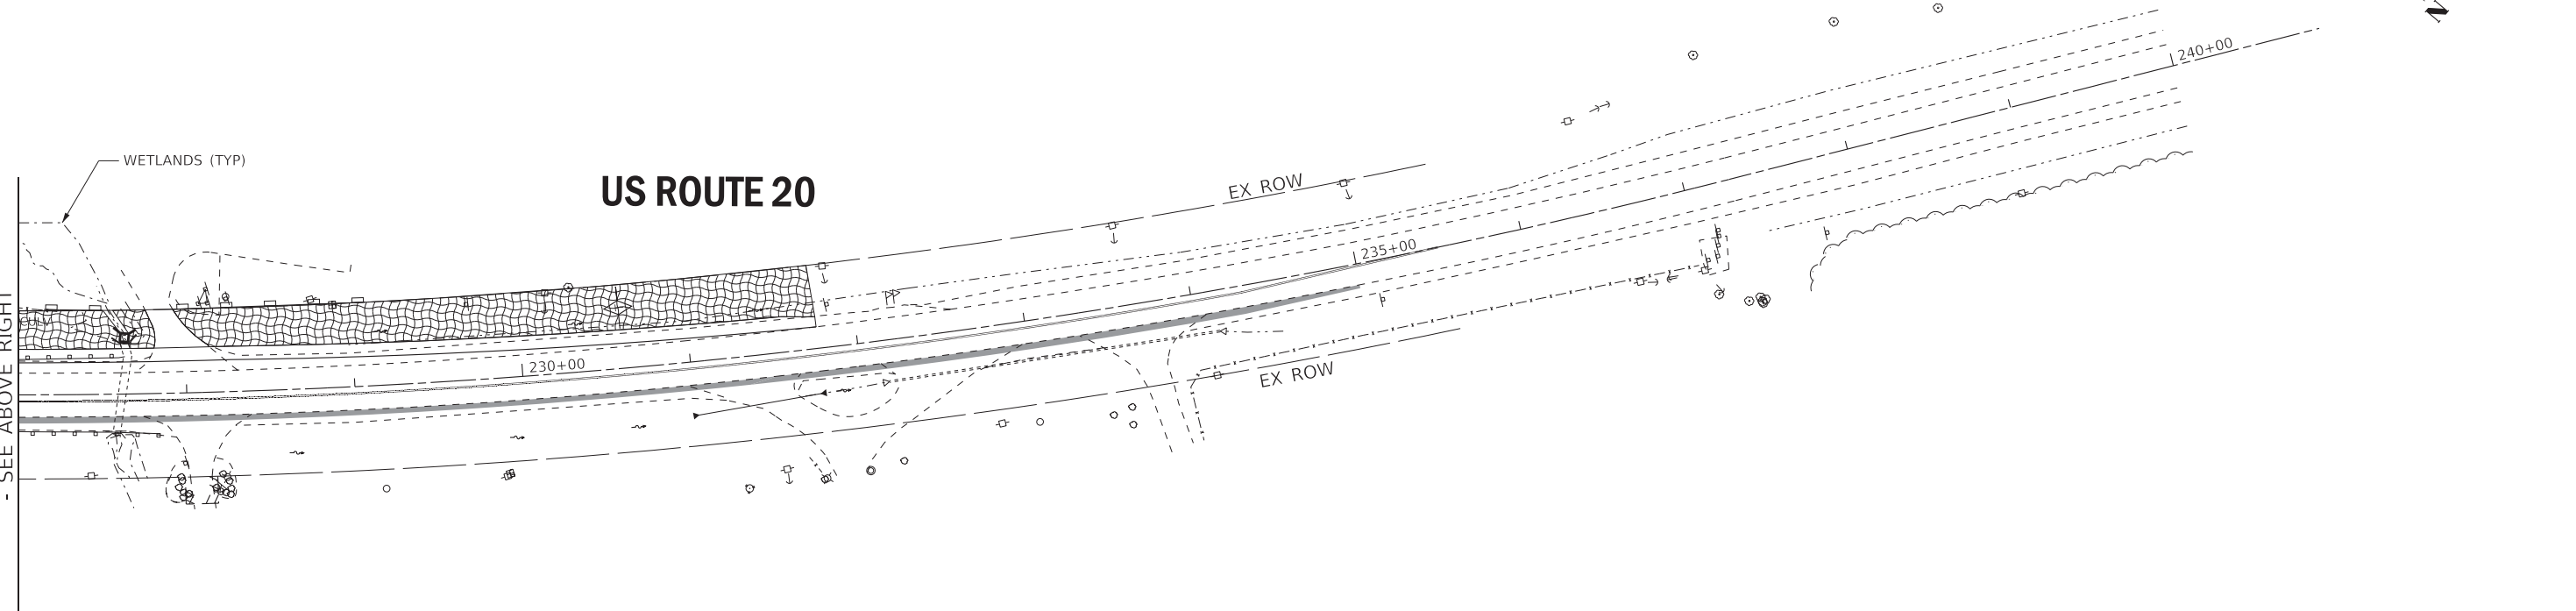 N
240+00
WETLANDS (TYP)
US ROUTE 20
EX ROW
235+00
- SEE ABOVE RIGHT
230+00
EX ROW